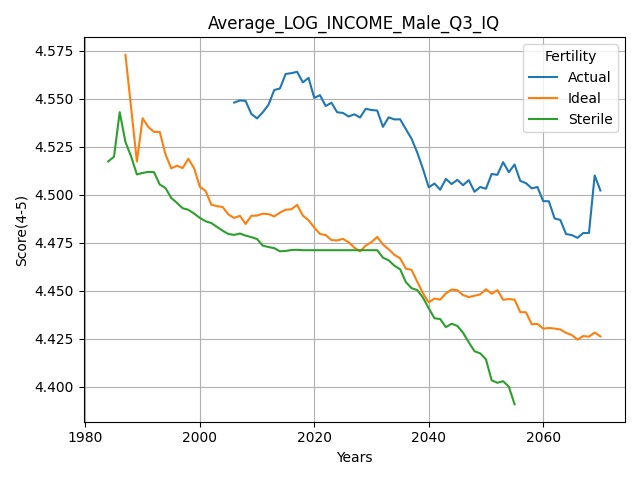 Average_LOG_INCOME_Male_Q3_IQ
Fertility
Actual
Ideal
Sterile
Score(4-5)
4.575
4.550
4.525
4.500
4.475
4.450
4.425
4.400
1980
2000
2020
2040
2060
Years